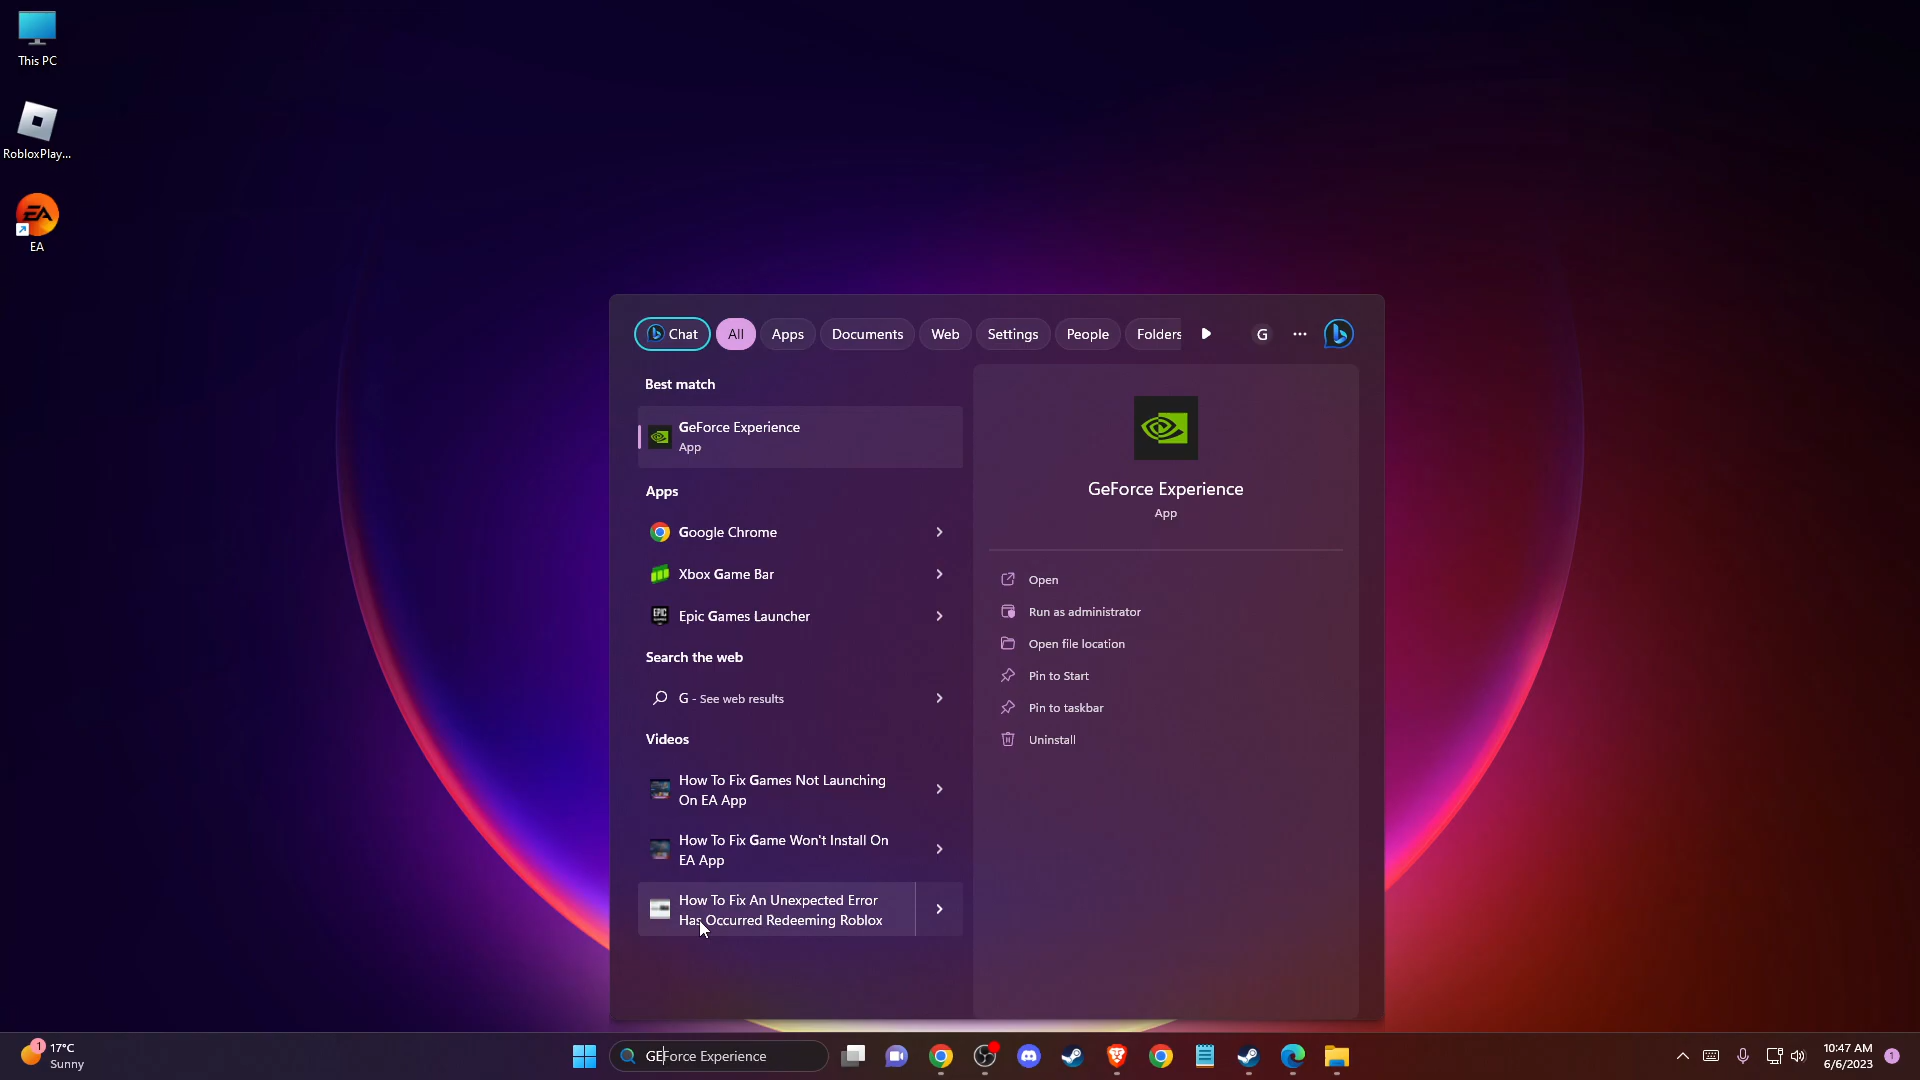 This PC
RobloxPlay...
EA
EA
Chat
All
Apps
Documents
Web
Settings
People
Folders
G
Best match
GeForce Experience
App
Apps
Google Chrome
Xbox Game Bar
EPIC
Epic Games Launcher
Search the web
G - See web results
Videos
How To Fix Games Not Launching
On EA App
How To Fix Game Won't Install On
EA App
How To Fix An Unexpected Error
Has Occurred Redeeming Roblox
GeForce Experience
App
Open
Run as administrator
Open file location
Pin to Start
Pin to taskbar
Uninstall
1
17°C
Sunny
GEForce Experience
10:47 AM
6/6/2023
1